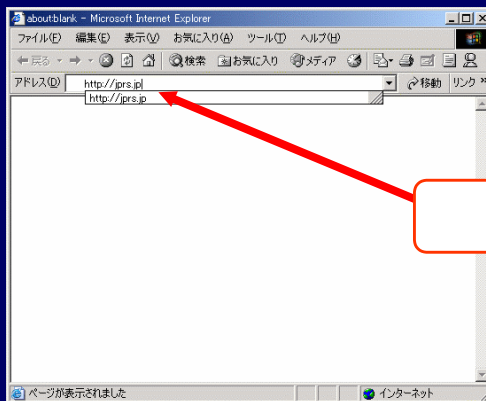 about:blank - Microsoft Internet Explorer
ファイル(F) 編集(E) 表示(V) お気に入り(A) ツール(T) ヘルプ(H)
戻る 検索 お気に入り メディア
アドレス(D) http://jprs.jp 移動 リンク »
http://jprs.jp
ページが表示されました インターネット